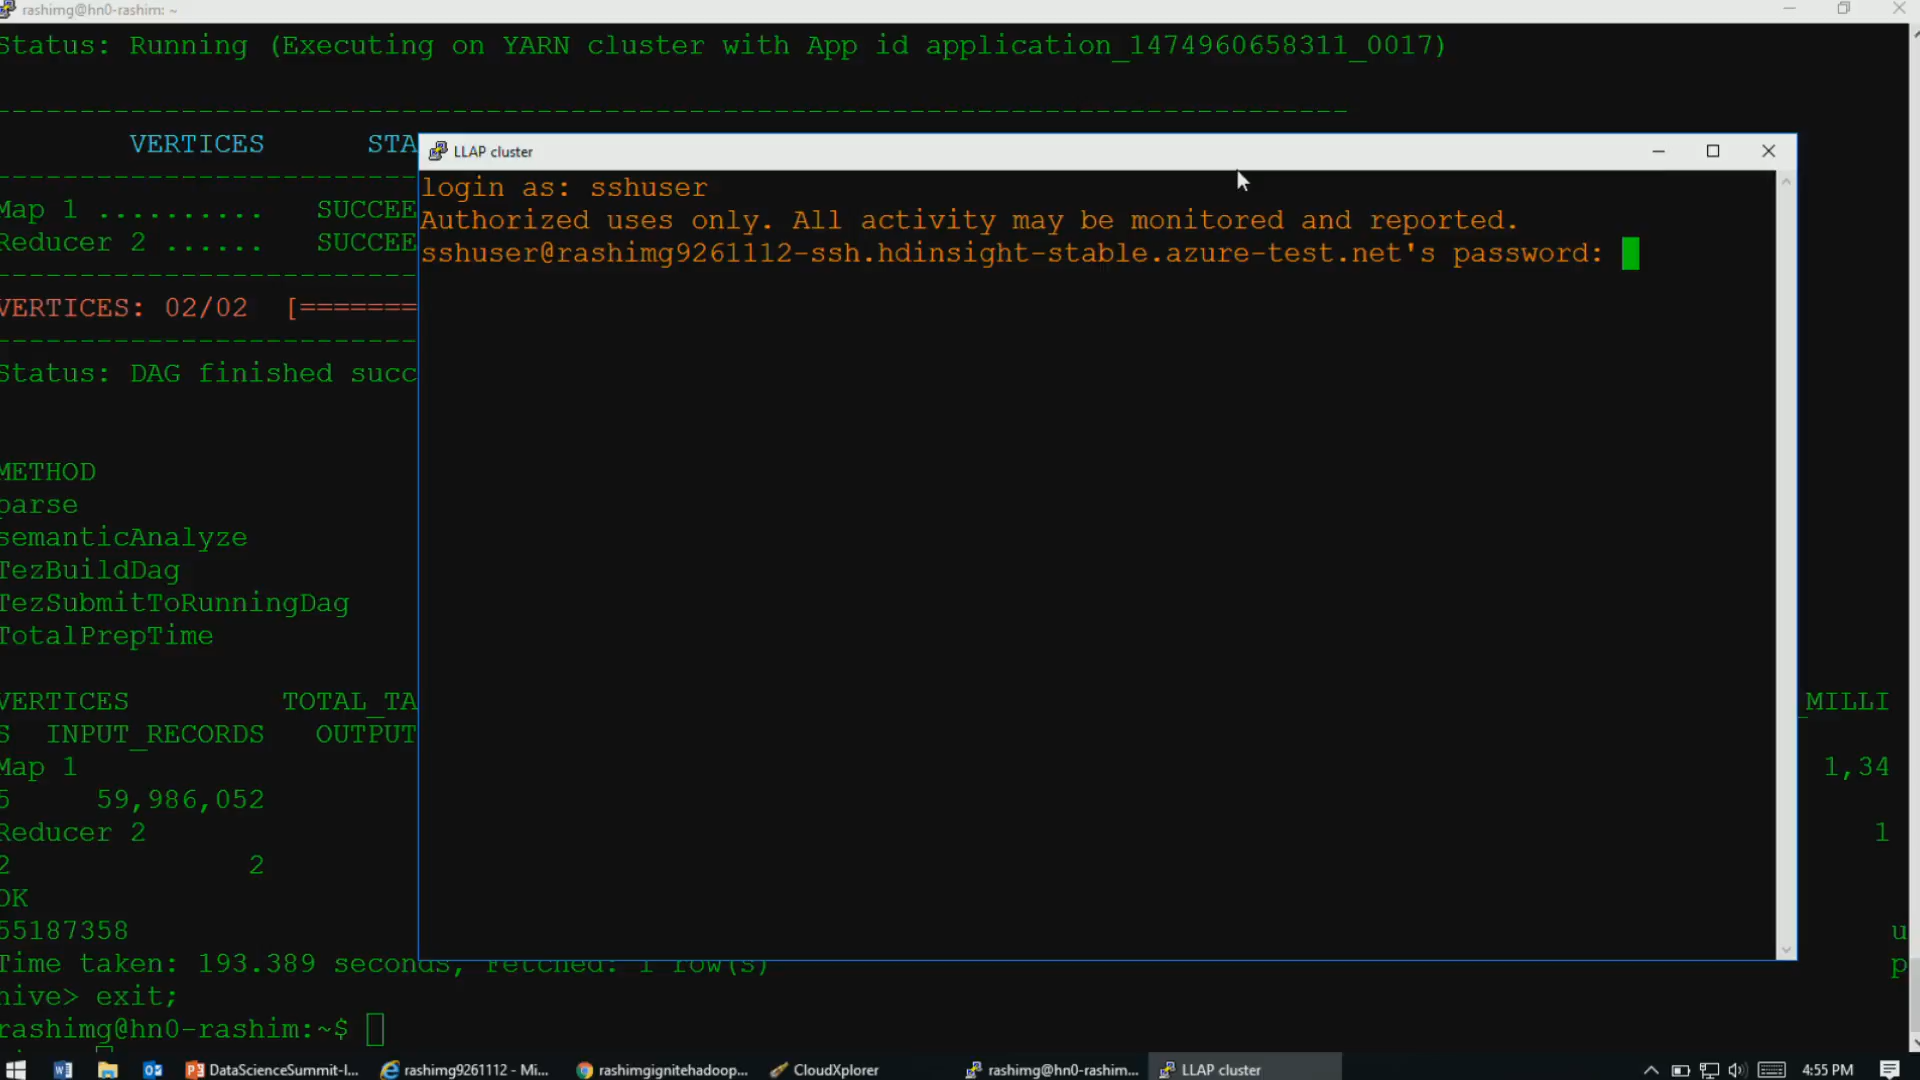 rashimg@hn0-rashim: ~
Status: Running (Executing on YARN cluster with App id application_1474960658311_0017)
VERTICES STA
Map 1 .......... SUCCEE
Reducer 2 ...... SUCCEE
VERTICES: 02/02 [=======
Status: DAG finished succ
METHOD
parse
semanticAnalyze
TezBuildDag
TezSubmitToRunningDag
TotalPrepTime
VERTICES TOTAL_TA _MILLI
S INPUT_RECORDS OUTPUT
Map 1 1,34
5 59,986,052
Reducer 2 1
2 2
OK
55187358
Time taken: 193.389 seconds, Fetched: 1 row(s)
hive> exit;
rashimg@hn0-rashim:~$
LLAP cluster
login as: sshuser
Authorized uses only. All activity may be monitored and reported.
sshuser@rashimg9261112-ssh.hdinsight-stable.azure-test.net's password:
DataScienceSummit-I...
rashimg9261112 - Mi...
rashimgignitehadoop...
CloudXplorer
rashimg@hn0-rashim...
LLAP cluster
4:55 PM